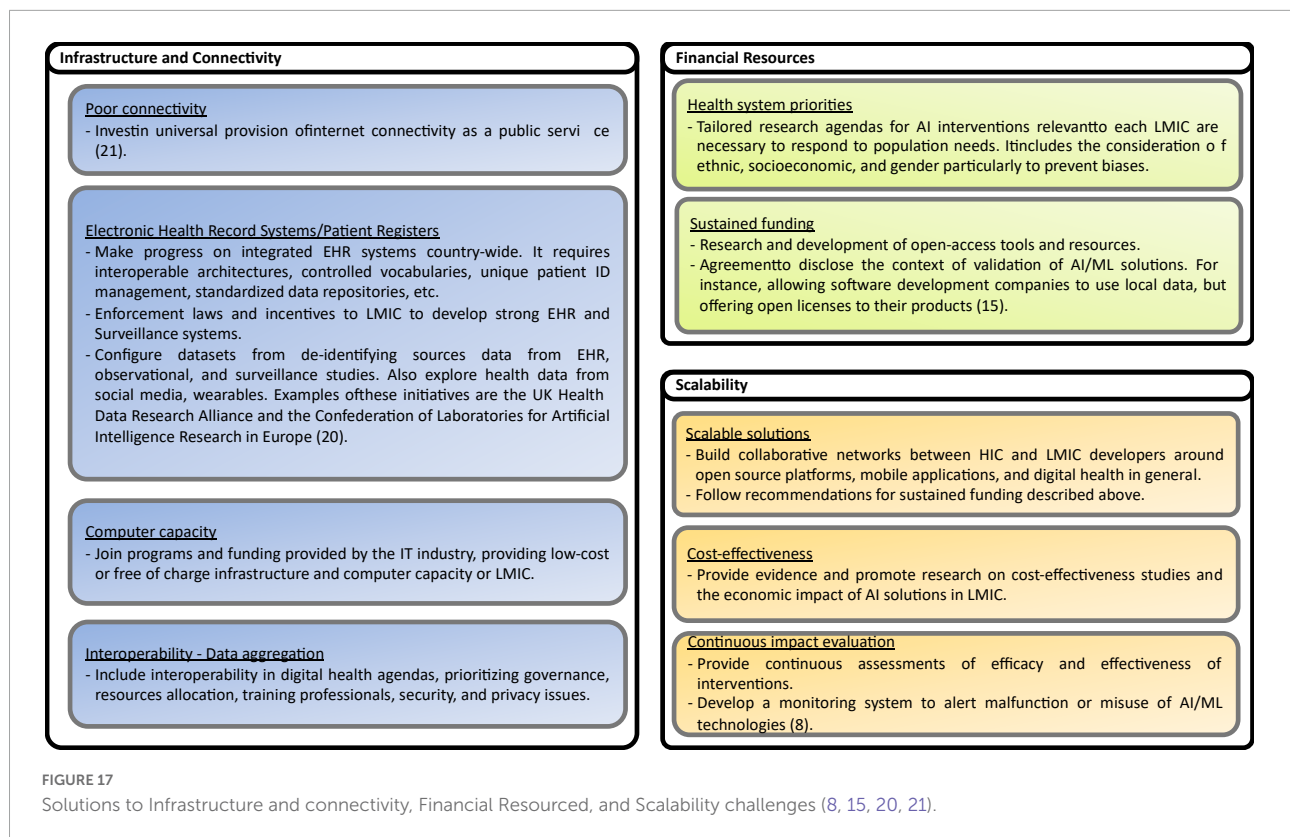 Infrastructure and Connectivity
Poor connectivity
- Investin universal provision ofinternet connectivity as a public servi ce
(21).
Electronic Health Record Systems/Patient Registers
- Make progress on integrated EHR systems country-wide. It requires
interoperable architectures, controlled vocabularies, unique patient ID
management, standardized data repositories, etc.
- Enforcement laws and incentives to LMIC to develop strong EHR and
Surveillance systems.
- Configure datasets from de-identifying sources data from EHR,
observational, and surveillance studies. Also explore health data from
social media, wearables. Examples ofthese initiatives are the UK Health
Data Research Alliance and the Confederation of Laboratories for Artificial
Intelligence Research in Europe (20).
Computer capacity
- Join programs and funding provided by the IT industry, providing low-cost
or free of charge infrastructure and computer capacity or LMIC.
Interoperability - Data aggregation
- Include interoperability in digital health agendas, prioritizing governance,
resources allocation, training professionals, security, and privacy issues.
Financial Resources
Health system priorities
- Tailored research agendas for AI interventions relevantto each LMIC are
necessary to respond to population needs. Itincludes the consideration o f
ethnic, socioeconomic, and gender particularly to prevent biases.
Sustained funding
- Research and development of open-access tools and resources.
- Agreementto disclose the context of validation of AI/ML solutions. For
instance, allowing software development companies to use local data, but
offering open licenses to their products (15).
Scalability
Scalable solutions
- Build collaborative networks between HIC and LMIC developers around
open source platforms, mobile applications, and digital health in general.
- Follow recommendations for sustained funding described above.
Cost-effectiveness
- Provide evidence and promote research on cost-effectiveness studies and
the economic impact of AI solutions in LMIC.
Continuous impact evaluation
- Provide continuous assessments of efficacy and effectiveness of
interventions.
- Develop a monitoring system to alert malfunction or misuse of AI/ML
technologies (8).
FIGURE 17
Solutions to Infrastructure and connectivity, Financial Resourced, and Scalability challenges (8, 15, 20, 21).